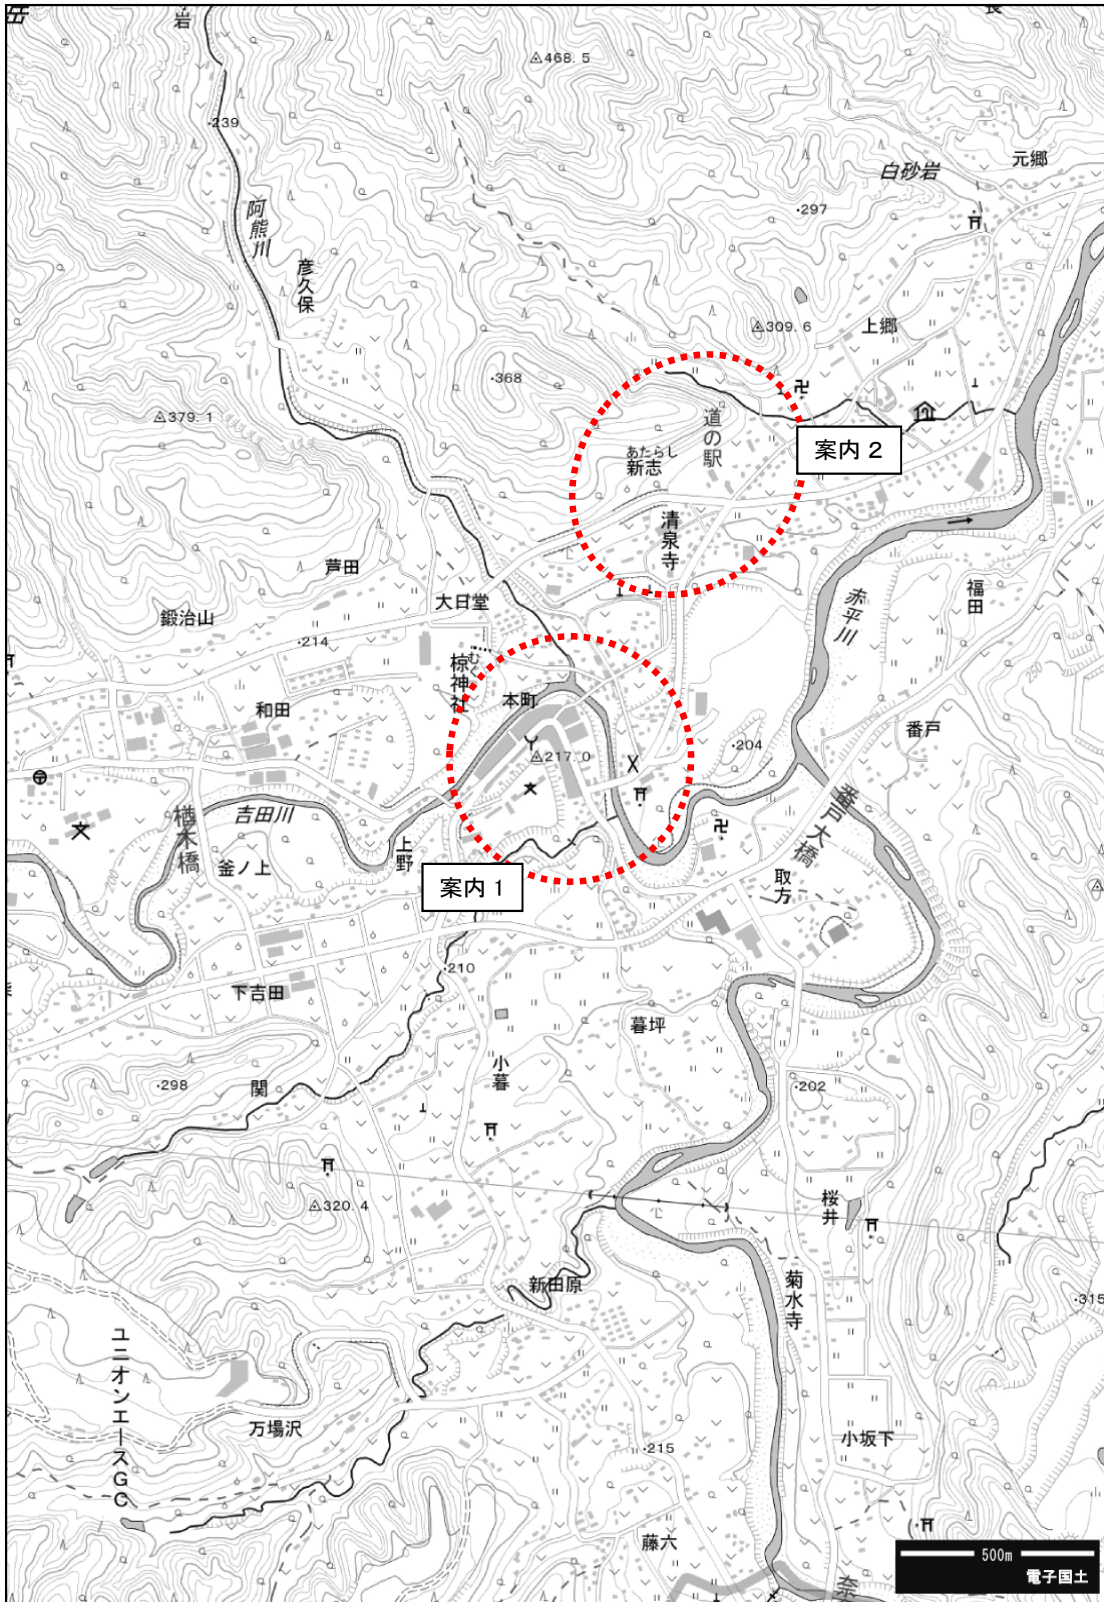 岩
468.5
239
元郷
白砂岩
297
阿熊川
彦久保
309.6
上郷
368
379.1
道の駅
案内２
あたらし
新志
清泉寺
芦田
大日堂
福田
赤平川
鍛治山
214
むく
椋神社
本町
和田
番戸
204
217.0
吉田川
楢木橋
番戸大橋
上野
釜ノ上
取方
案内１
210
下吉田
暮坪
小暮
298
関
202
320.4
桜井
新田原
菊水寺
315
ユニオンエースGC
万場沢
小坂下
215
藤六
500m
電子国土